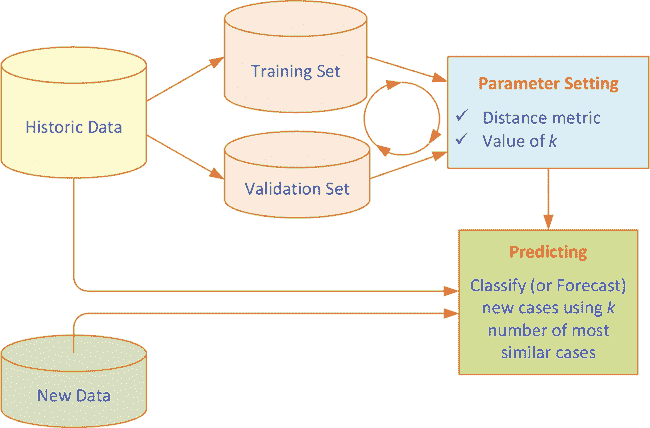 Training Set
Historic Data
Validation Set
Parameter Setting
✓ Distance metric
✓ Value of k
Predicting
Classify (or Forecast)
new cases using k
number of most
similar cases
New Data